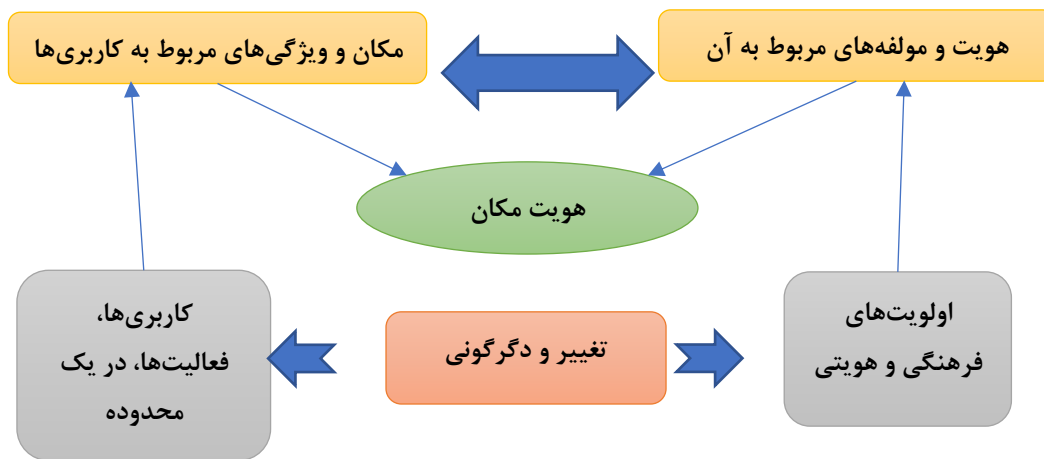 هویت و مولفه‌های مربوط به آن
مکان و ویژگی‌های مربوط به کاربری‌ها
هویت مکان
اولویت‌های
فرهنگی و هویتی
تغییر و دگرگونی
کاربری‌ها،
فعالیت‌ها، در یک
محدوده